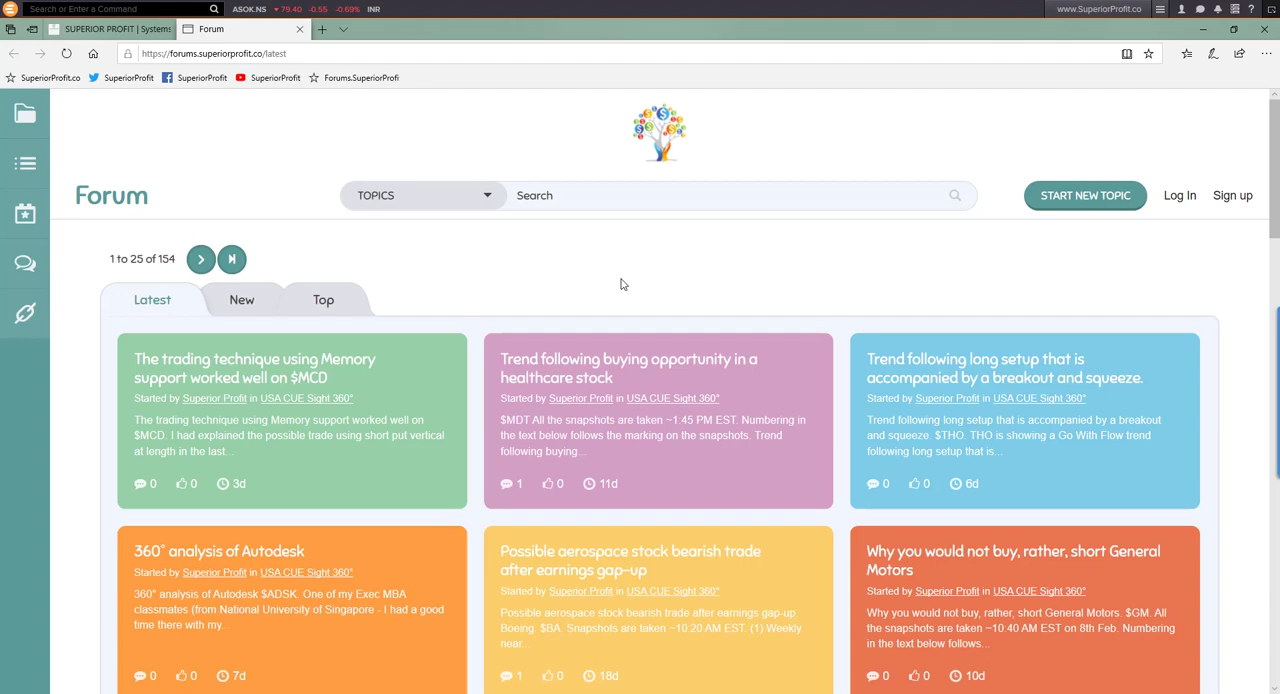 Search or Enter a Command
ASOK.NS 79.40 -0.55 -0.69% INR
www.SuperiorProfit.co
SUPERIOR PROFIT | Systems
Forum
https://forums.superiorprofit.co/latest
SuperiorProfit.co
SuperiorProfit
SuperiorProfit
SuperiorProfit
Forums.SuperiorProfi
Forum
TOPICS
Search
START NEW TOPIC
Log In
Sign up
1 to 25 of 154
Latest
New
Top
The trading technique using Memory
support worked well on $MCD
Started by Superior Profit in USA CUE Sight 360°
The trading technique using Memory support worked well on
$MCD. I had explained the possible trade using short put vertical
at length in the last...
0 0 3d
Trend following buying opportunity in a
healthcare stock
Started by Superior Profit in USA CUE Sight 360°
$MDT All the snapshots are taken ~1.45 PM EST. Numbering in
the text below follows the marking on the snapshots. Trend
following buying...
1 0 11d
Trend following long setup that is
accompanied by a breakout and squeeze.
Started by Superior Profit in USA CUE Sight 360°
Trend following long setup that is accompanied by a breakout
and squeeze. $THO. THO is showing a Go With Flow trend
following long setup that is...
0 0 6d
360° analysis of Autodesk
Started by Superior Profit in USA CUE Sight 360°
360° analysis of Autodesk $ADSK. One of my Exec MBA
classmates (from National University of Singapore - I had a good
time there with my...
0 0 7d
Possible aerospace stock bearish trade
after earnings gap-up
Started by Superior Profit in USA CUE Sight 360°
Possible aerospace stock bearish trade after earnings gap-up.
Boeing. $BA. Snapshots are taken ~10.20 AM EST. (1) Weekly
near...
1 0 18d
Why you would not buy, rather, short General
Motors
Started by Superior Profit in USA CUE Sight 360°
Why you would not buy, rather, short General Motors. $GM. All
the snapshots are taken ~10:40 AM EST on 8th Feb. Numbering
in the text below follows...
0 0 10d